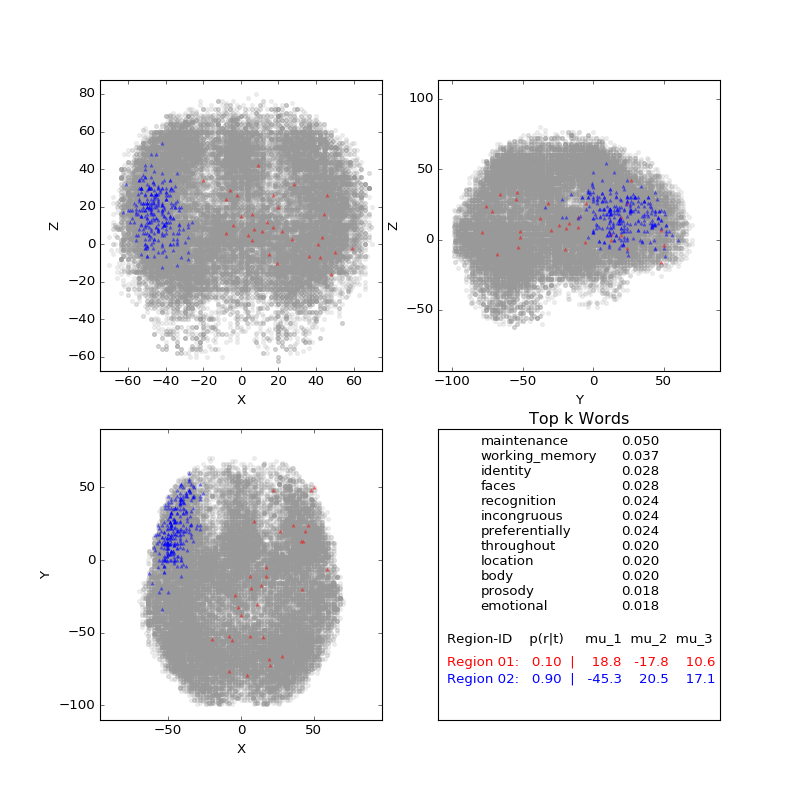 80
60
40
20
0
−20
−40
−60
Z
−60 −40 −20 0 20 40 60
X
100
50
0
−50
Z
−100 −50 0 50
Y
50
0
−50
−100
Y
−50 0 50
X
Top k Words
maintenance 0.050
working_memory 0.037
identity 0.028
faces 0.028
recognition 0.024
incongruous 0.024
preferentially 0.024
throughout 0.020
location 0.020
body 0.020
prosody 0.018
emotional 0.018
Region-ID p(r|t) mu_1 mu_2 mu_3
Region 01: 0.10 | 18.8 -17.8 10.6
Region 02: 0.90 | -45.3 20.5 17.1